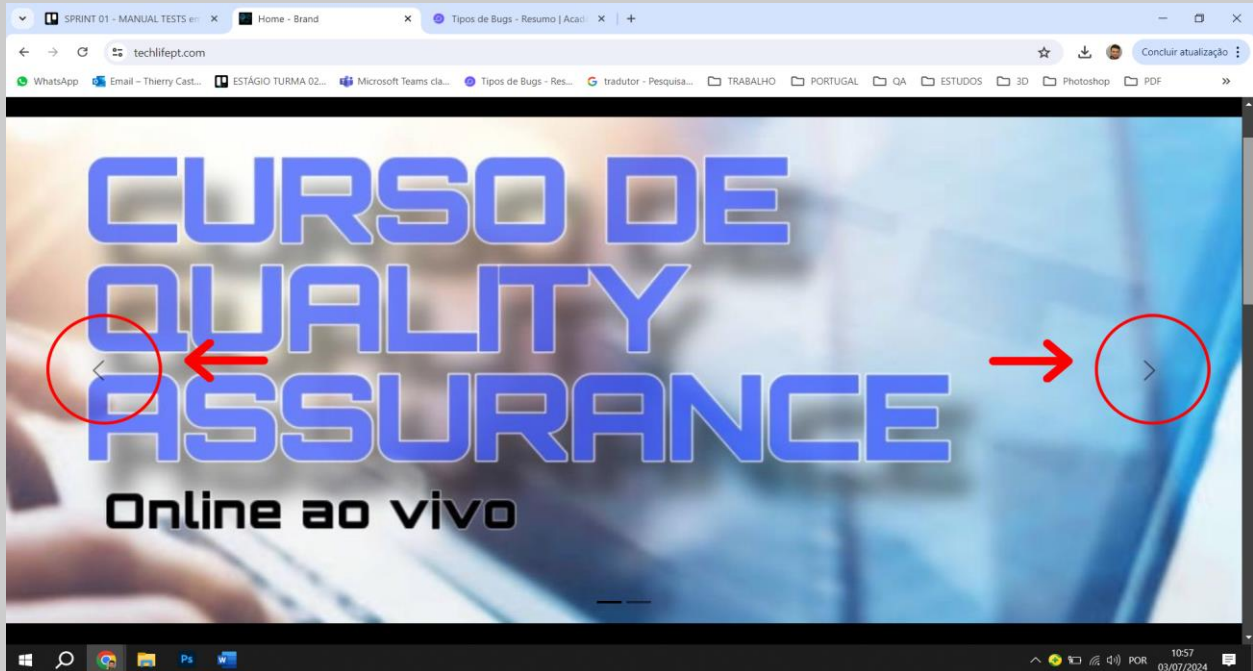 SPRINT 01 - MANUAL TESTS en
Home - Brand
Tipos de Bugs - Resumo | Acad
techlifept.com
Concluir atualização
WhatsApp
Email – Thierry Cast...
ESTÁGIO TURMA 02...
Microsoft Teams cla...
Tipos de Bugs - Res...
tradutor - Pesquisa...
TRABALHO
PORTUGAL
QA
ESTUDOS
3D
Photoshop
PDF
CURSO DE
QUALITY
ASSURANCE
Online ao vivo
Ps
W
POR
10:57
03/07/2024